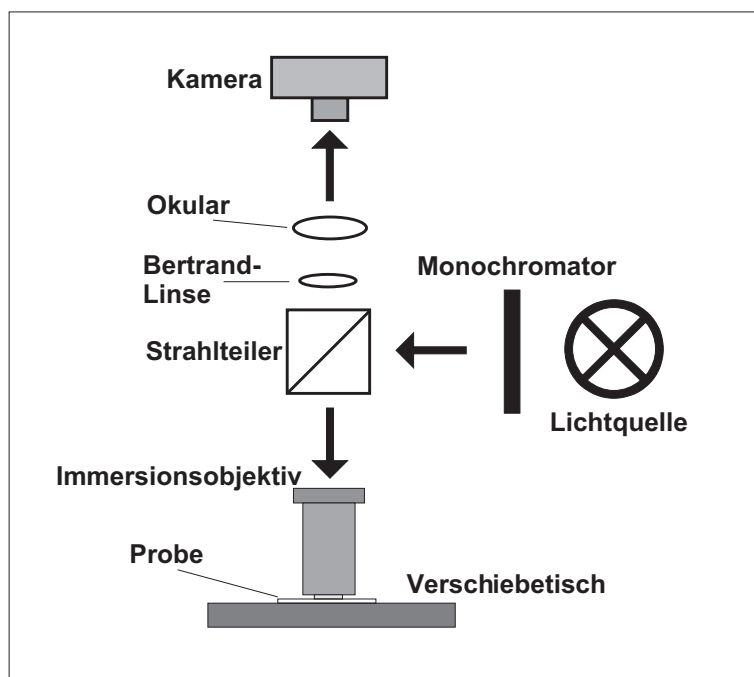 Kamera
Okular
Bertrand-
Linse
Monochromator
Strahlteiler
Lichtquelle
Immersionsobjektiv
Probe
Verschiebetisch